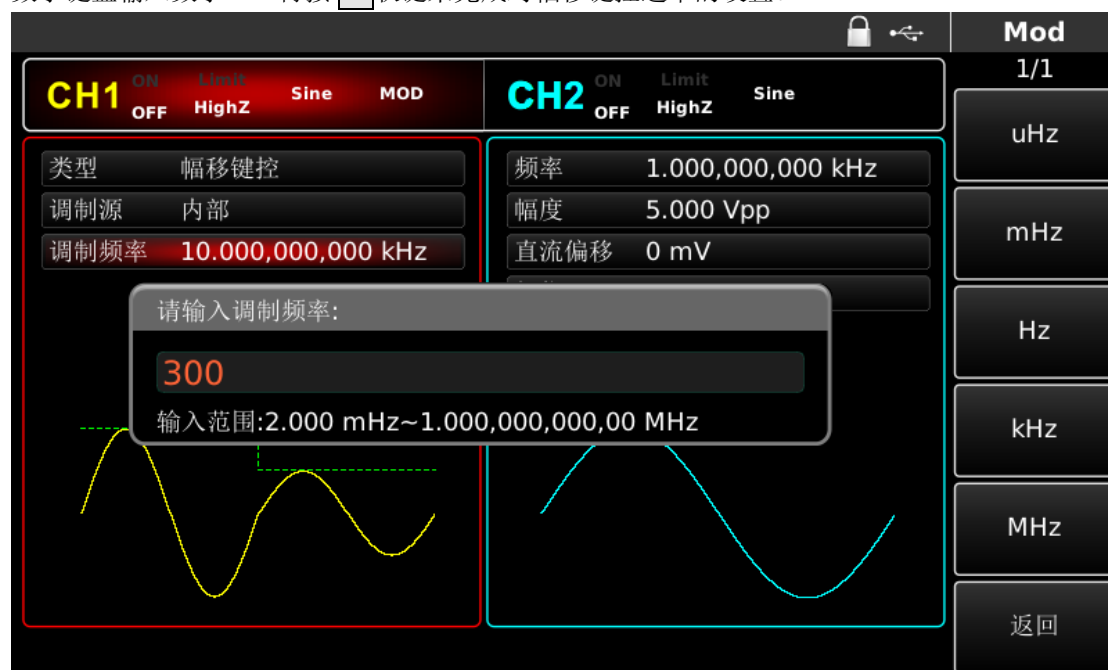 Mod
1/1
CH1 ON OFF Limit HighZ Sine MOD
CH2 ON OFF Limit HighZ Sine
类型 幅移键控
调制源 内部
调制频率 10.000,000,000 kHz
频率 1.000,000,000 kHz
幅度 5.000 Vpp
直流偏移 0 mV
请输入调制频率:
300
输入范围:2.000 mHz~1.000,000,000,00 MHz
uHz
mHz
Hz
kHz
MHz
返回